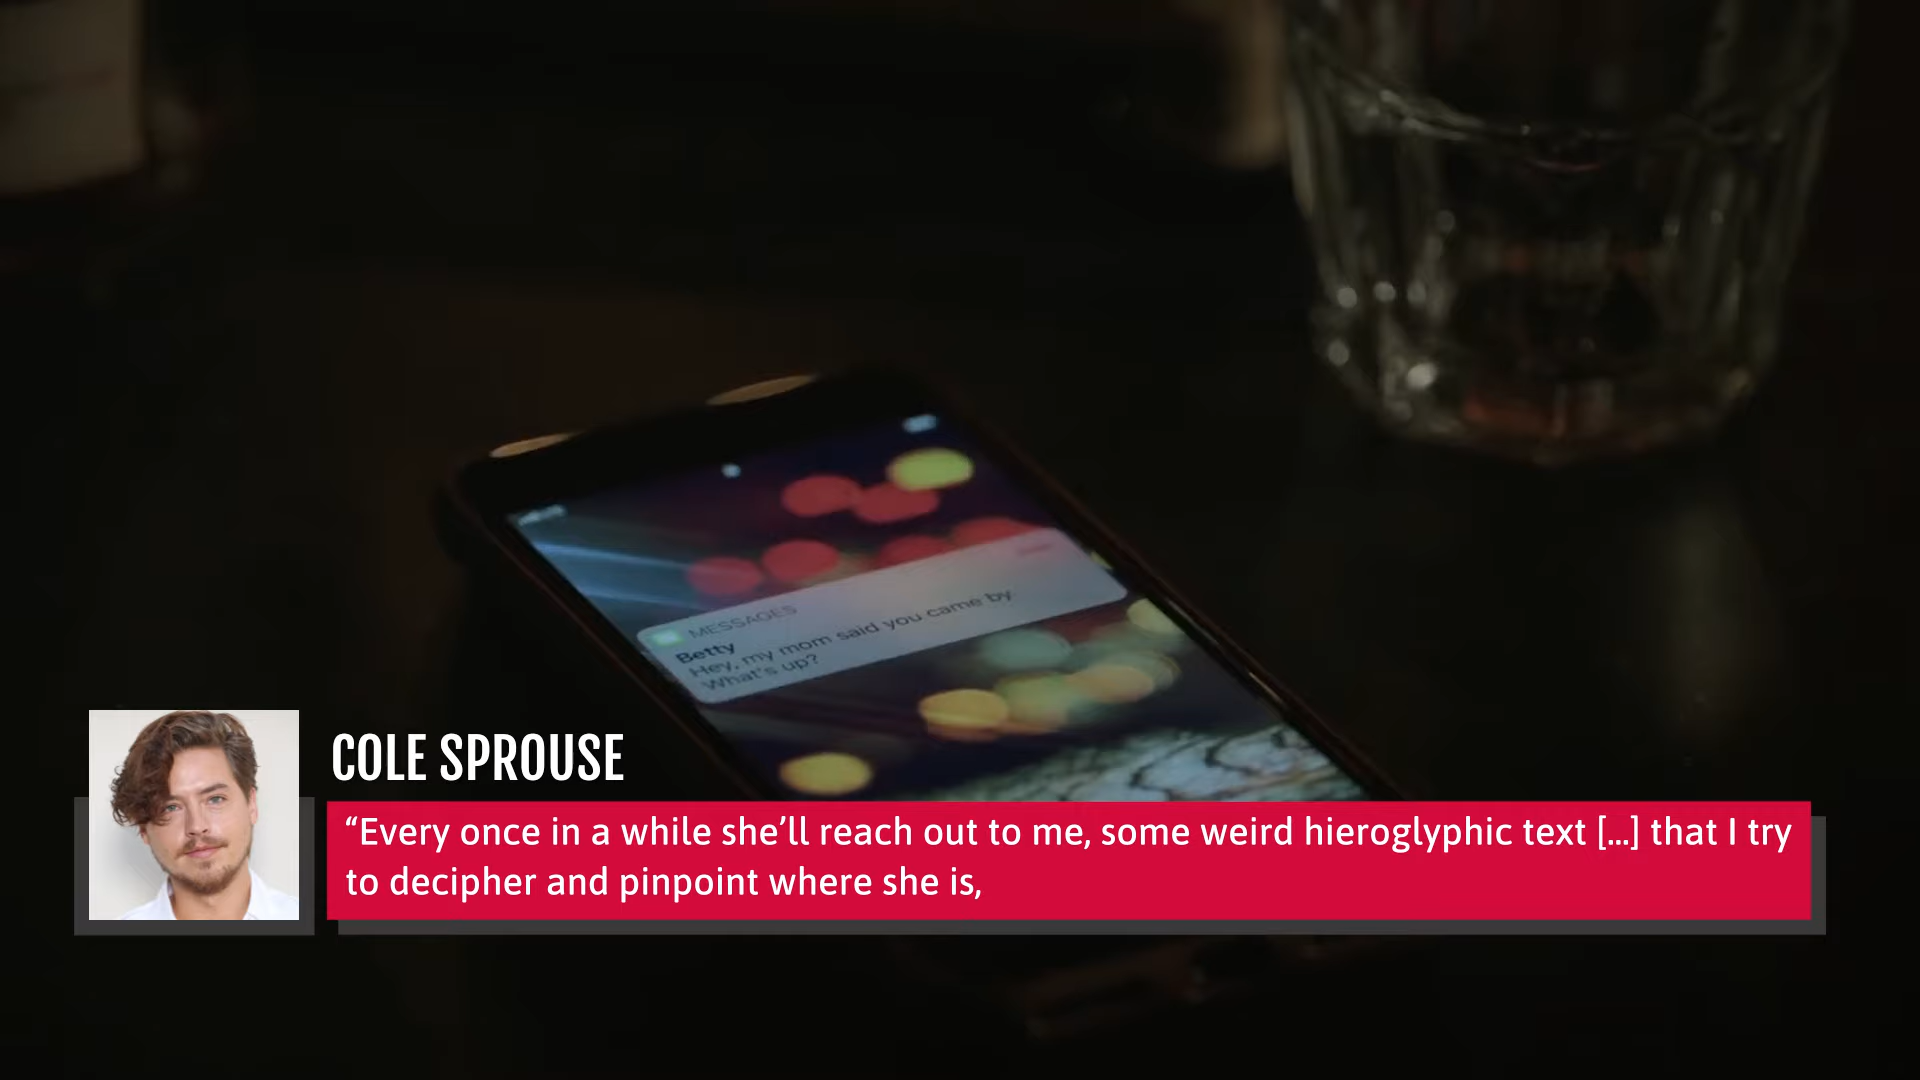 MESSAGES
Betty
Hey, my mom said you came by
What's up?
COLE SPROUSE
“Every once in a while she’ll reach out to me, some weird hieroglyphic text [...] that I try
to decipher and pinpoint where she is,